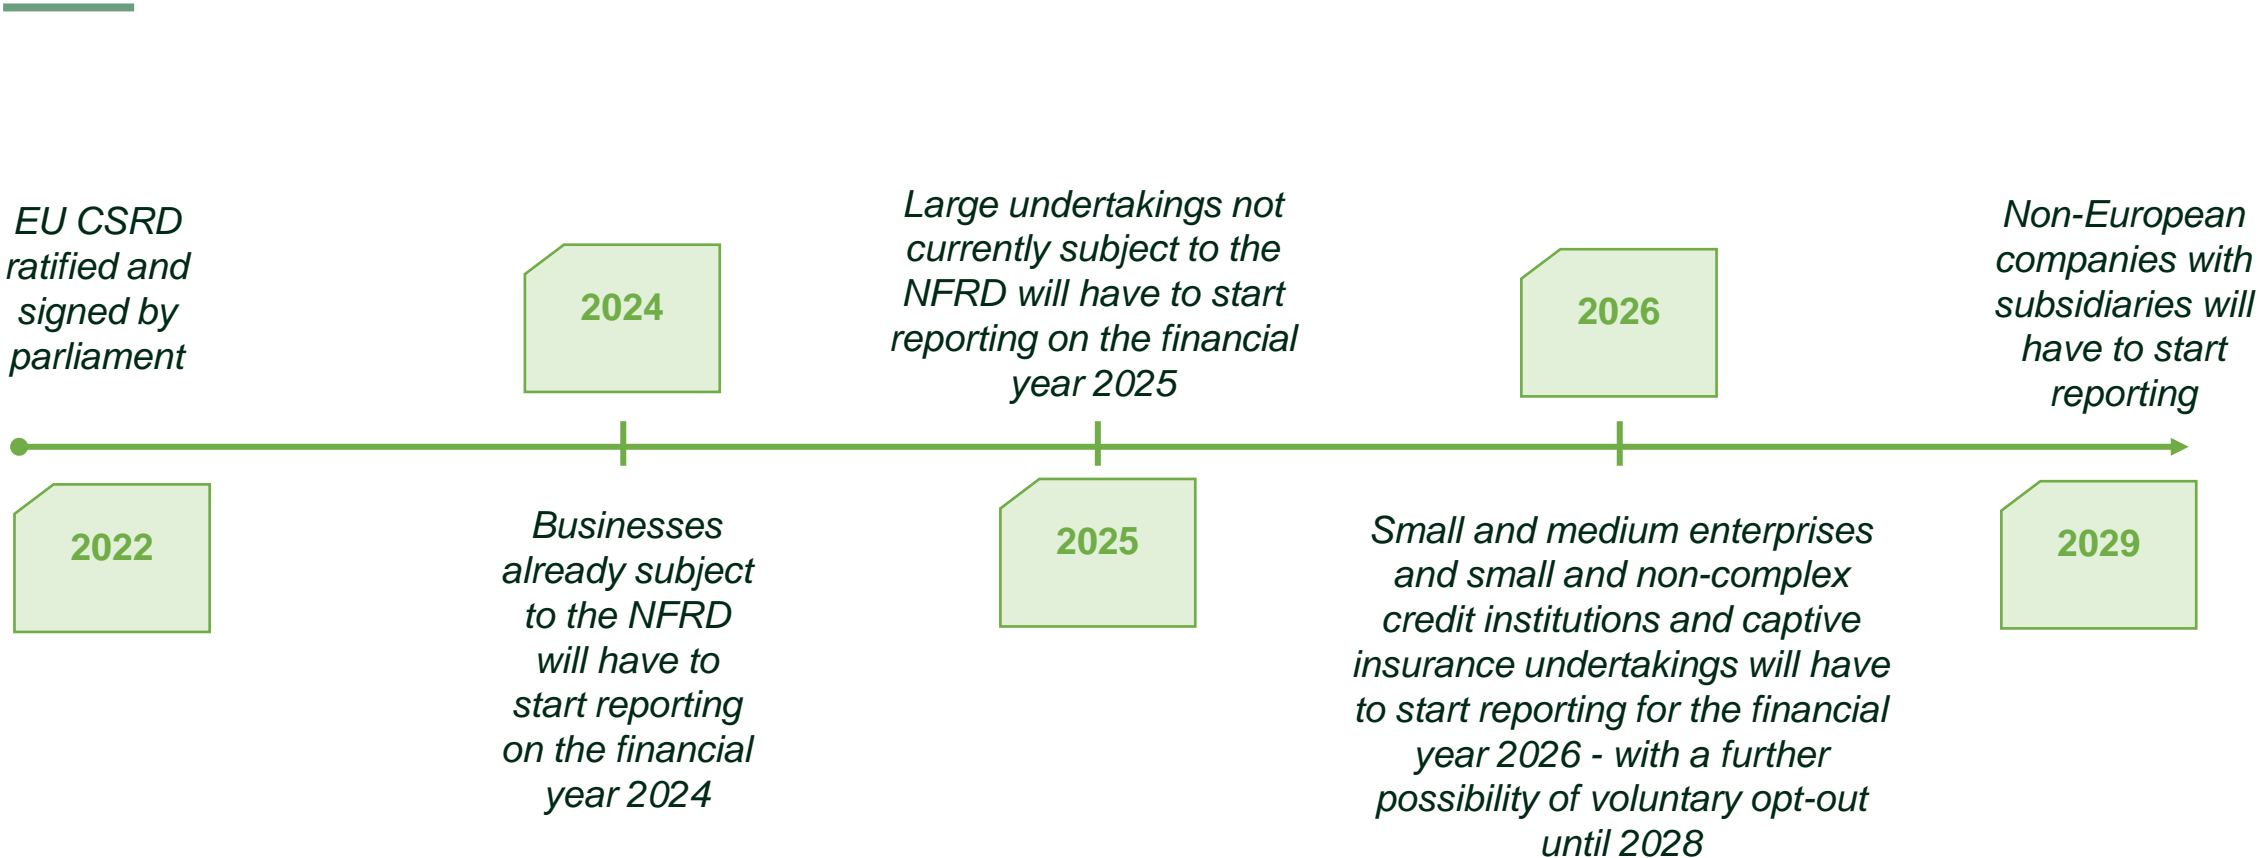 EU CSRD
ratified and
signed by
parliament
2022
2024
Businesses
already subject
to the NFRD
will have to
start reporting
on the financial
year 2024
Large undertakings not
currently subject to the
NFRD will have to start
reporting on the financial
year 2025
2025
2026
Small and medium enterprises
and small and non-complex
credit institutions and captive
insurance undertakings will have
to start reporting for the financial
year 2026 - with a further
possibility of voluntary opt-out
until 2028
Non-European
companies with
subsidiaries will
have to start
reporting
2029